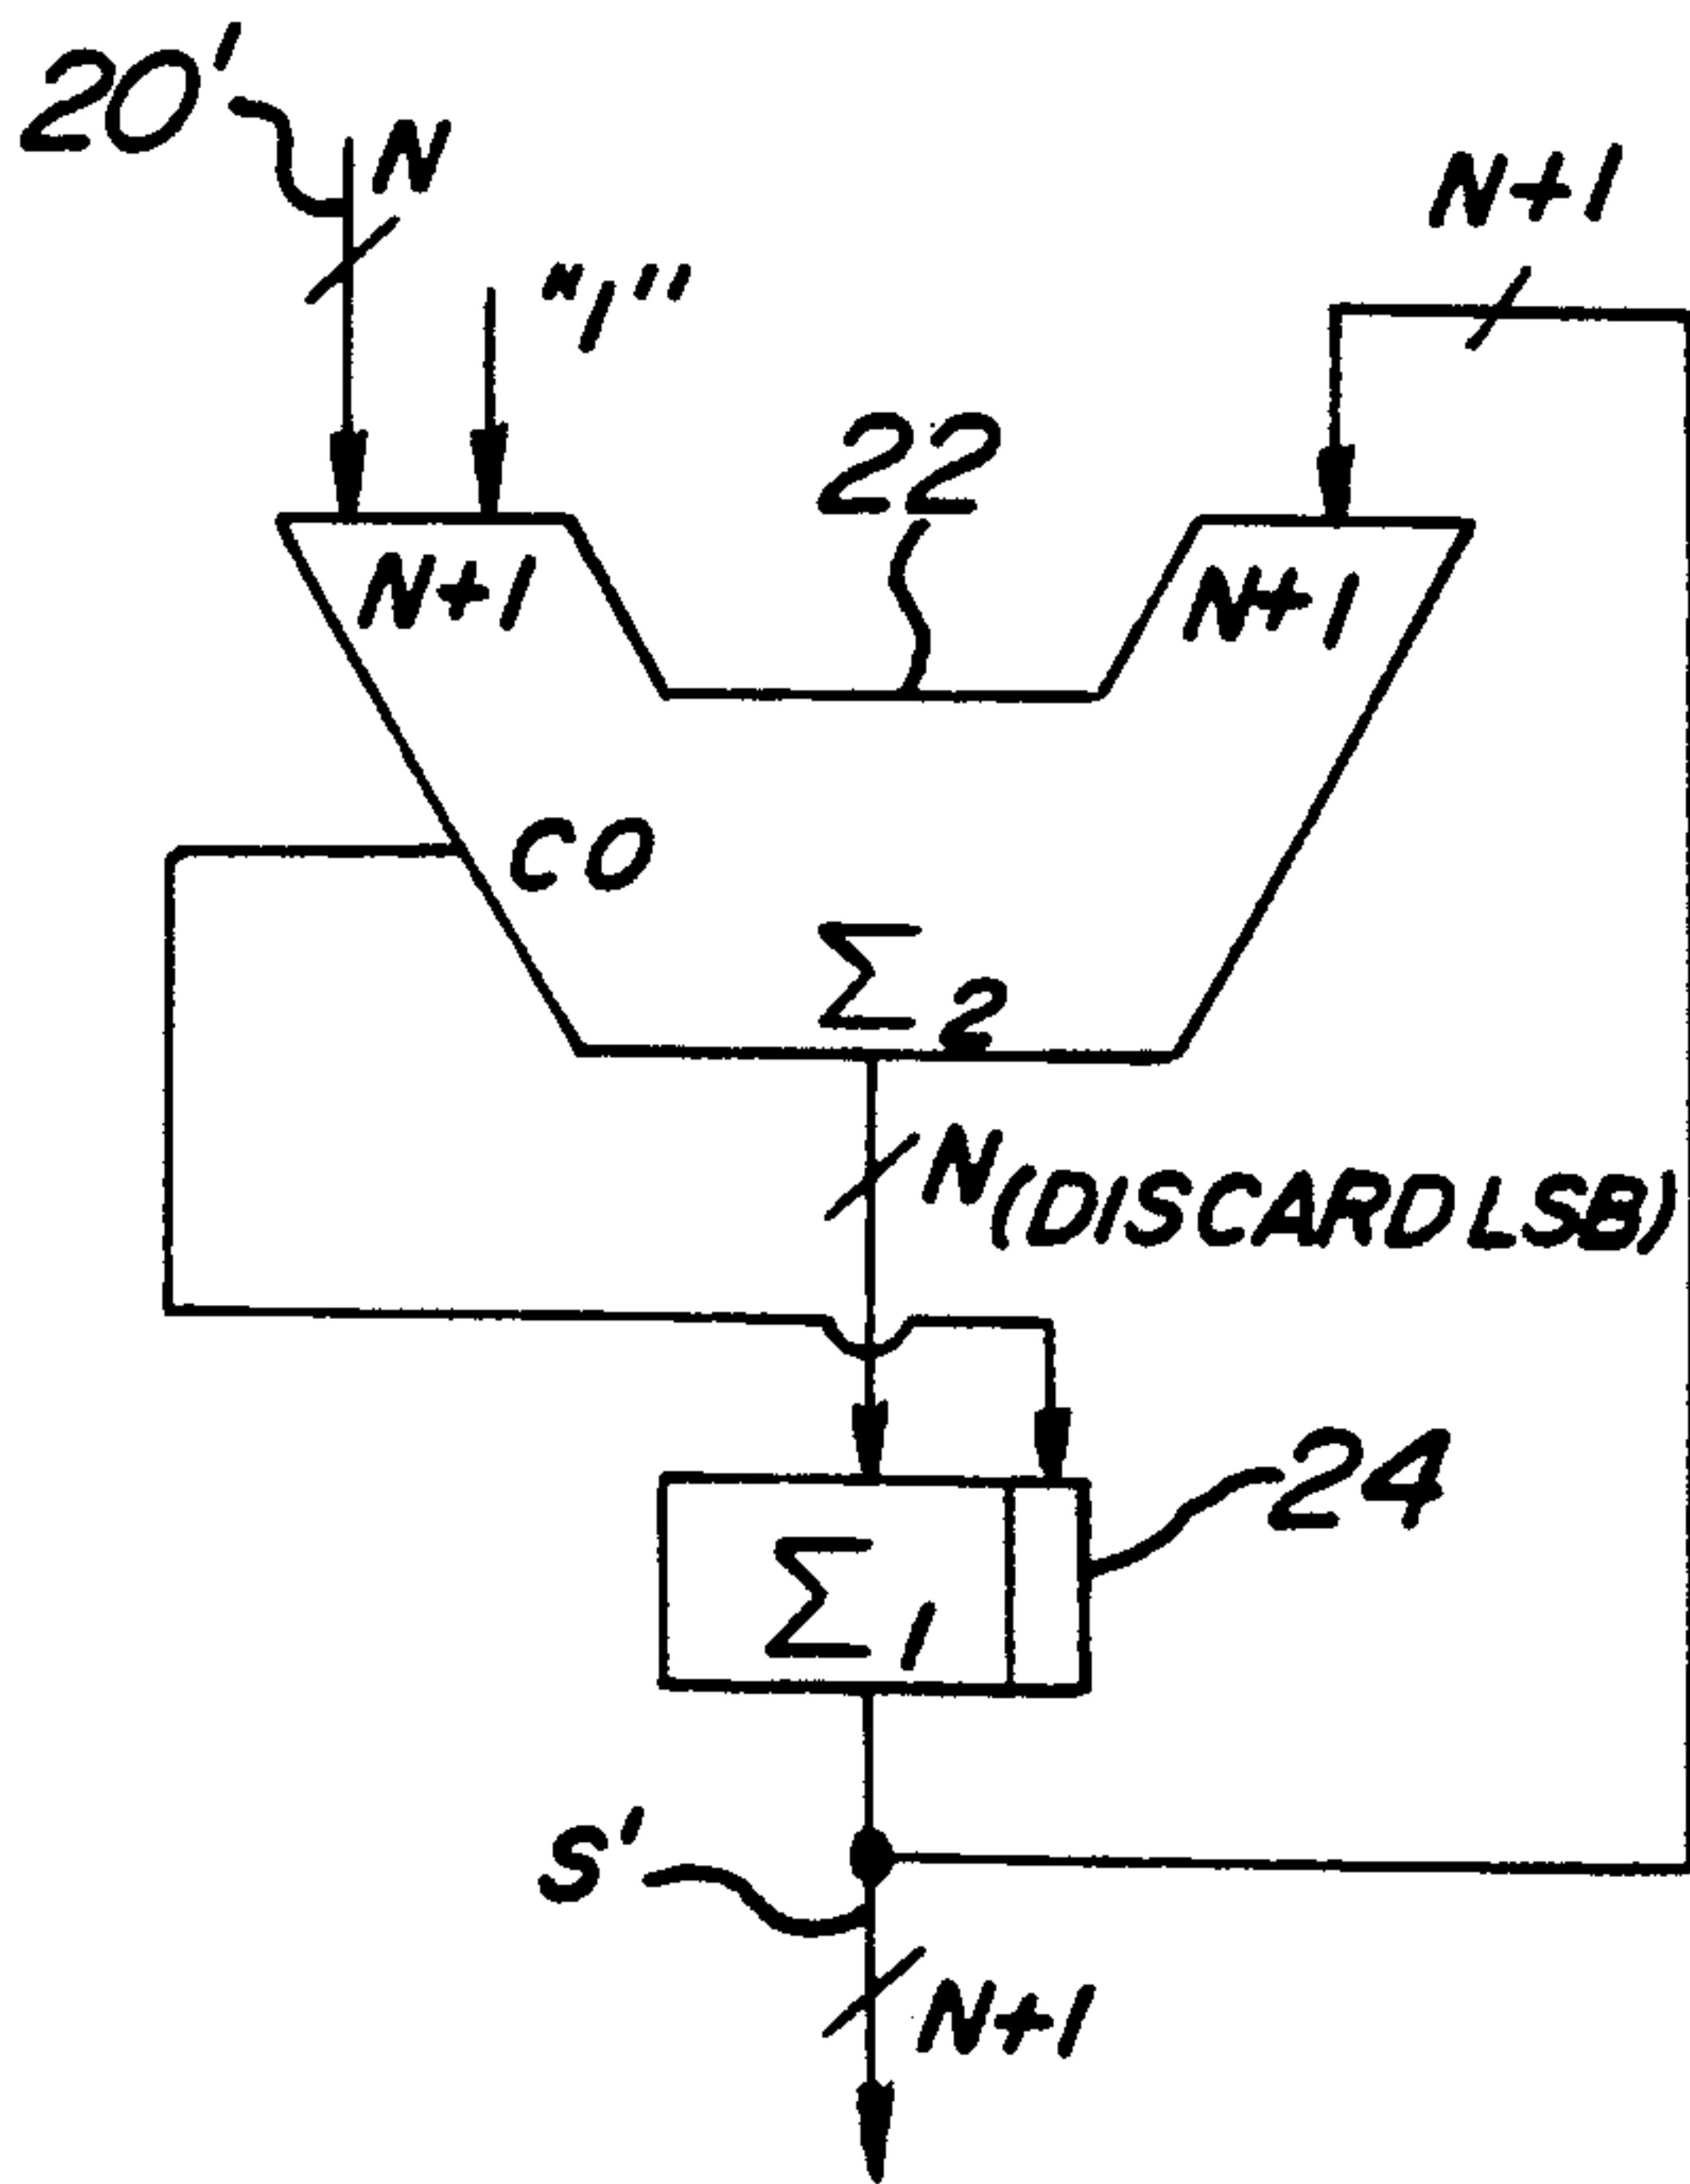 20'
N
N+1
"1"
22
N+1
N+1
CO
Σ2
N(DISCARD LSB)
24
Σ1
S'
N+1